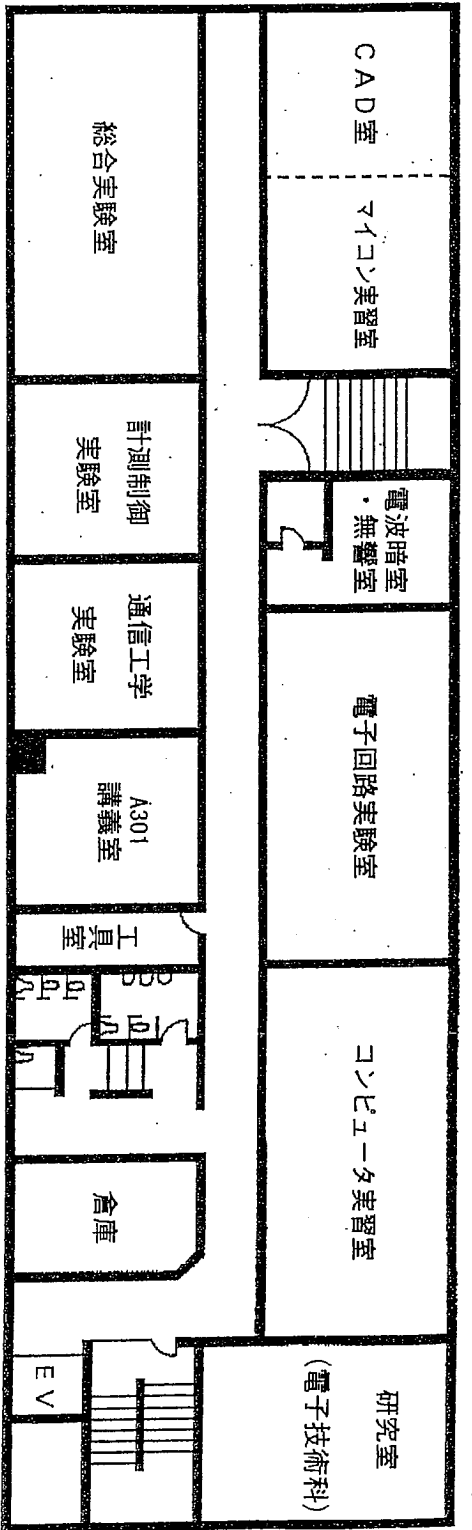 CAD室
マイコン実習室
電波暗室
・無響室
電子回路実験室
コンピュータ実習室
研究室
(電子技術科)
総合実験室
計測制御
実験室
通信工学
実験室
A301
講義室
工具
室
倉庫
EV